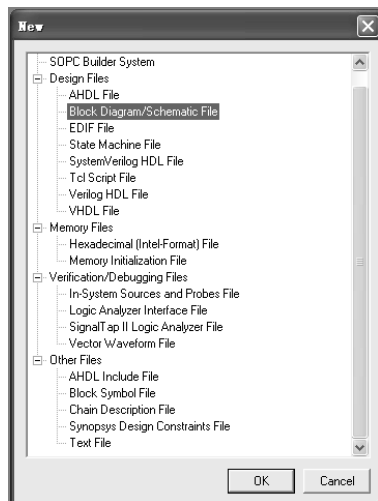 New
SOPC Builder System
Design Files
AHDL File
Block Diagram/Schematic File
EDIF File
State Machine File
SystemVerilog HDL File
Tcl Script File
Verilog HDL File
VHDL File
Memory Files
Hexadecimal (Intel-Format) File
Memory Initialization File
Verification/Debugging Files
In-System Sources and Probes File
Logic Analyzer Interface File
SignalTap II Logic Analyzer File
Vector Waveform File
Other Files
AHDL Include File
Block Symbol File
Chain Description File
Synopsys Design Constraints File
Text File
OK Cancel